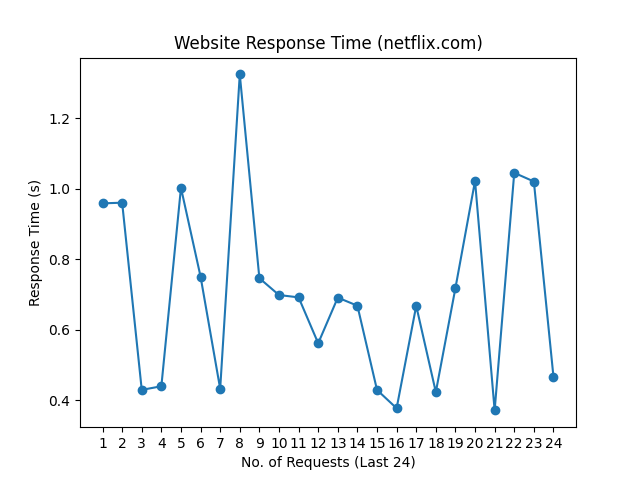 Website Response Time (netflix.com)
Response Time (s)
1.2
1.0
0.8
0.6
0.4
1 2 3 4 5 6 7 8 9 10 11 12 13 14 15 16 17 18 19 20 21 22 23 24
No. of Requests (Last 24)